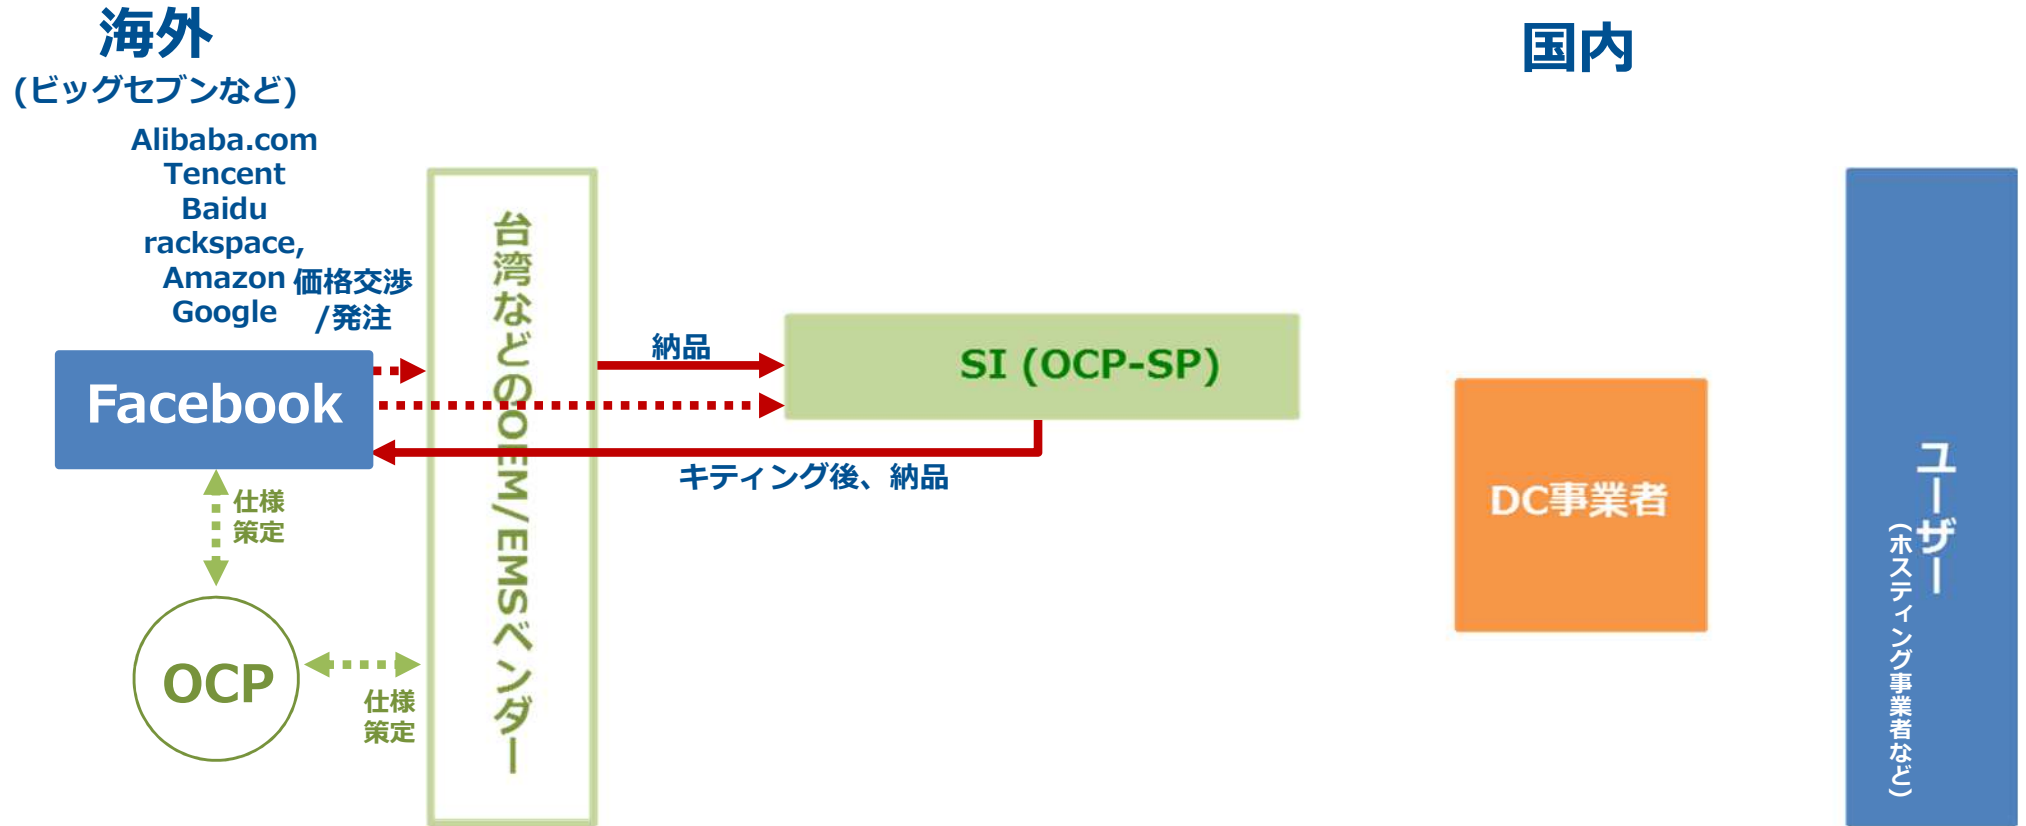 海外
(ビッグセブンなど)
Alibaba.com
Tencent
Baidu
rackspace,
Amazon
Google
価格交渉
/発注
Facebook
仕様
策定
OCP
仕様
策定
台湾などのOEM/EMSベンダー
納品
SI (OCP-SP)
キティング後、納品
国内
DC事業者
ユーザー
(ホスティング事業者など)